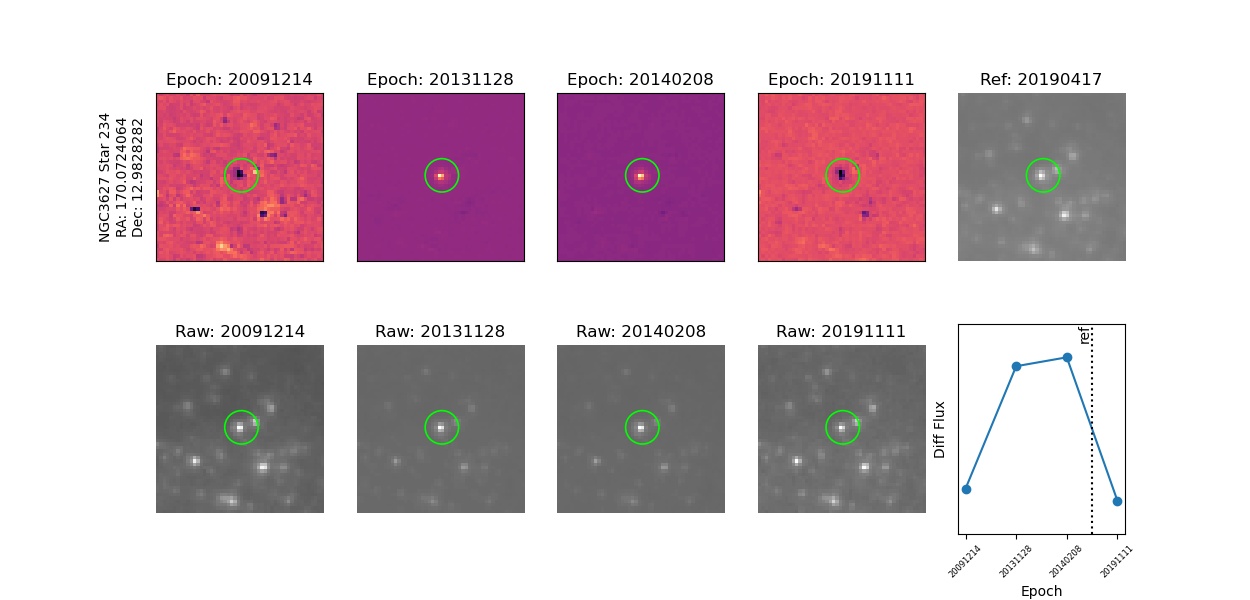 NGC3627 Star 234
RA: 170.0724064
Dec: 12.9828282
Epoch: 20091214
Epoch: 20131128
Epoch: 20140208
Epoch: 20191111
Ref: 20190417
Raw: 20091214
Raw: 20131128
Raw: 20140208
Raw: 20191111
Diff Flux
ref
20091214
20131128
20140208
20191111
Epoch